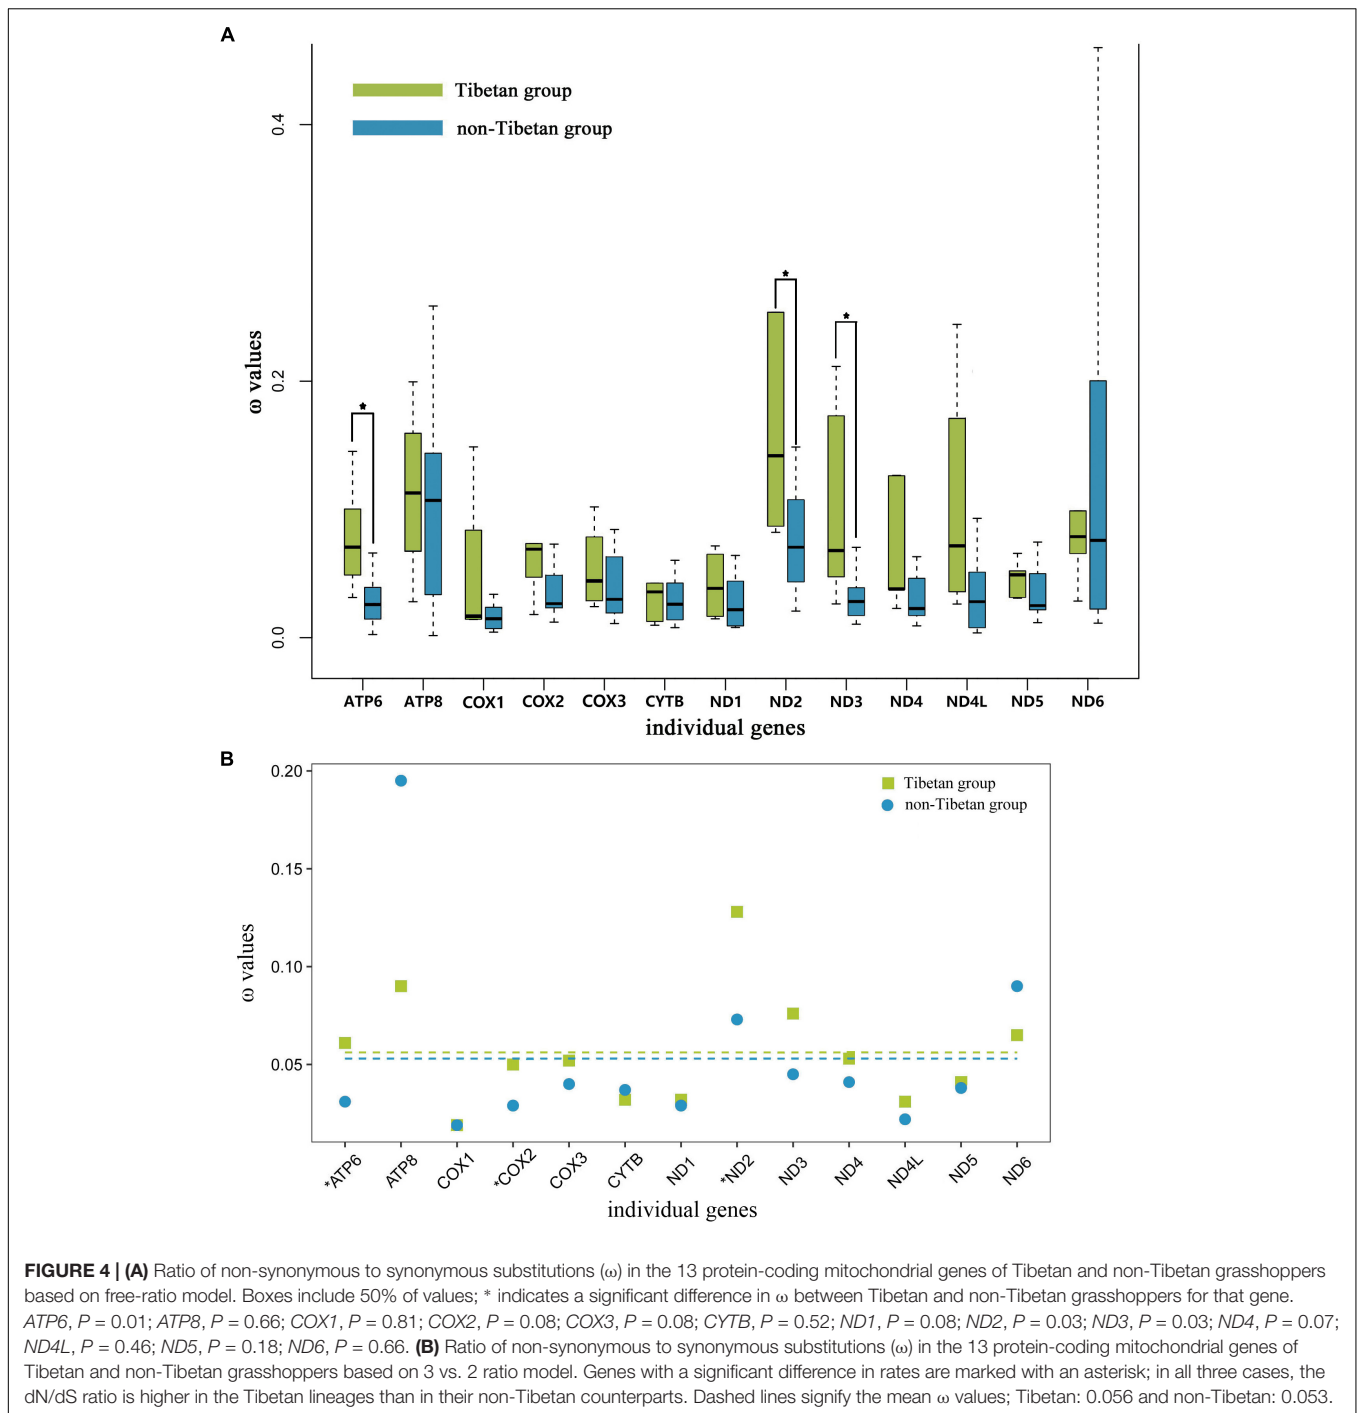 A
Tibetan group
non-Tibetan group
0.4
0.2
0.0
ω values
* * * 
ATP6 ATP8 COX1 COX2 COX3 CYTB ND1 ND2 ND3 ND4 ND4L ND5 ND6
individual genes
B
0.20
0.15
0.10
0.05
ω values
Tibetan group
non-Tibetan group
*ATP6 ATP8 COX1 *COX2 COX3 CYTB ND1 *ND2 ND3 ND4 ND4L ND5 ND6
individual genes
FIGURE 4 | (A) Ratio of non-synonymous to synonymous substitutions (ω) in the 13 protein-coding mitochondrial genes of Tibetan and non-Tibetan grasshoppers
based on free-ratio model. Boxes include 50% of values; * indicates a significant difference in ω between Tibetan and non-Tibetan grasshoppers for that gene.
ATP6, P = 0.01; ATP8, P = 0.66; COX1, P = 0.81; COX2, P = 0.08; COX3, P = 0.08; CYTB, P = 0.52; ND1, P = 0.08; ND2, P = 0.03; ND3, P = 0.03; ND4, P = 0.07;
ND4L, P = 0.46; ND5, P = 0.18; ND6, P = 0.66. (B) Ratio of non-synonymous to synonymous substitutions (ω) in the 13 protein-coding mitochondrial genes of
Tibetan and non-Tibetan grasshoppers based on 3 vs. 2 ratio model. Genes with a significant difference in rates are marked with an asterisk; in all three cases, the
dN/dS ratio is higher in the Tibetan lineages than in their non-Tibetan counterparts. Dashed lines signify the mean ω values; Tibetan: 0.056 and non-Tibetan: 0.053.